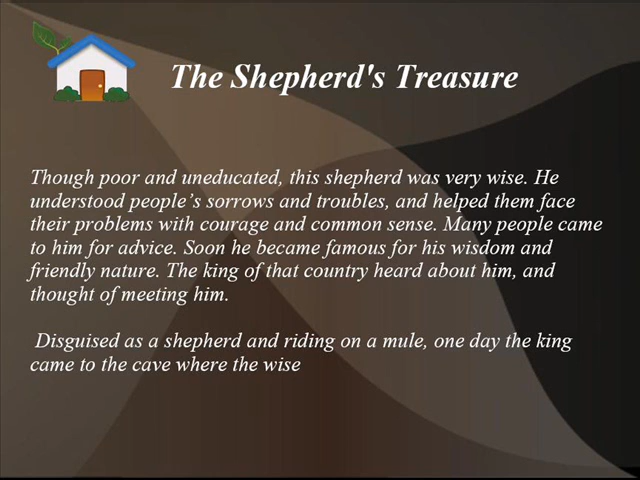 The Shepherd's Treasure
Though poor and uneducated, this shepherd was very wise. He
understood people’s sorrows and troubles, and helped them face
their problems with courage and common sense. Many people came
to him for advice. Soon he became famous for his wisdom and
friendly nature. The king of that country heard about him, and
thought of meeting him.
Disguised as a shepherd and riding on a mule, one day the king
came to the cave where the wise